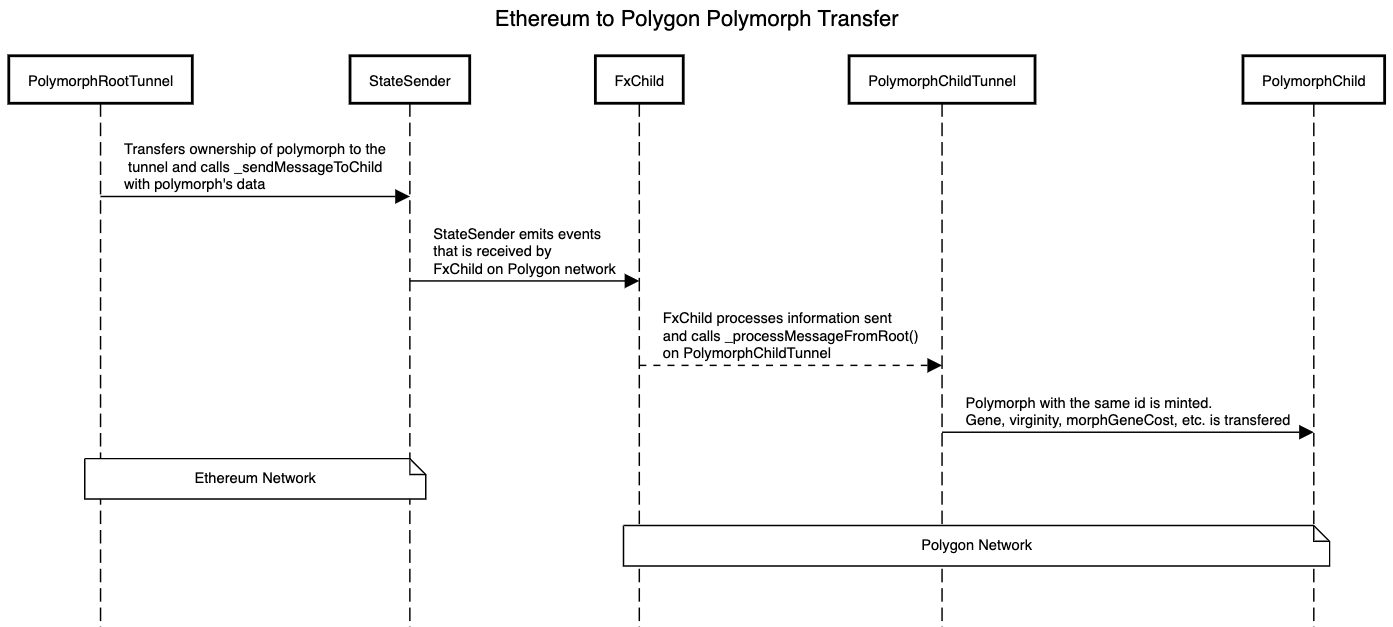 Ethereum to Polygon Polymorph Transfer
PolymorphRootTunnel
StateSender
FxChild
PolymorphChildTunnel
PolymorphChild
Transfers ownership of polymorph to the
tunnel and calls _sendMessageToChild
with polymorph's data
StateSender emits events
that is received by
FxChild on Polygon network
FxChild processes information sent
and calls _processMessageFromRoot()
on PolymorphChildTunnel
Polymorph with the same id is minted.
Gene, virginity, morphGeneCost, etc. is transfered
Ethereum Network
Polygon Network